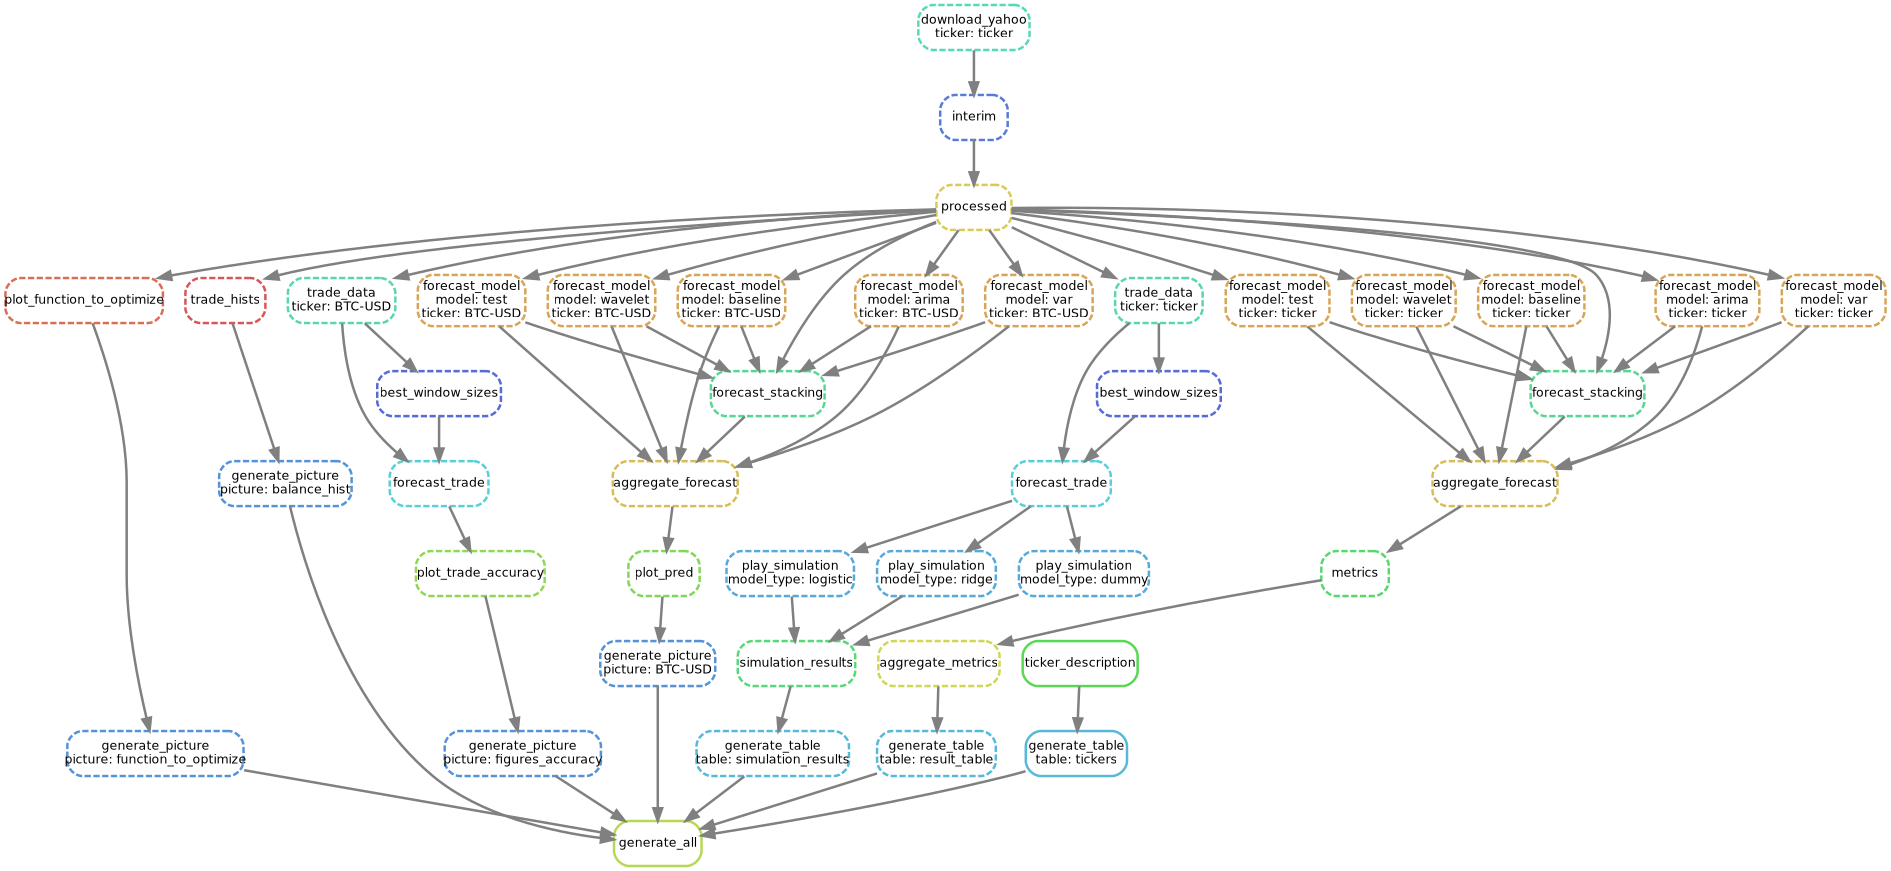 download_yahoo
ticker: ticker
interim
processed
plot_function_to_optimize
trade_hists
trade_data
ticker: BTC-USD
forecast_model
model: test
ticker: BTC-USD
forecast_model
model: wavelet
ticker: BTC-USD
forecast_model
model: baseline
ticker: BTC-USD
forecast_model
model: arima
ticker: BTC-USD
forecast_model
model: var
ticker: BTC-USD
trade_data
ticker: ticker
forecast_model
model: test
ticker: ticker
forecast_model
model: wavelet
ticker: ticker
forecast_model
model: baseline
ticker: ticker
forecast_model
model: arima
ticker: ticker
forecast_model
model: var
ticker: ticker
best_window_sizes
forecast_stacking
best_window_sizes
forecast_stacking
generate_picture
picture: balance_hist
forecast_trade
aggregate_forecast
forecast_trade
aggregate_forecast
plot_trade_accuracy
plot_pred
play_simulation
model_type: logistic
play_simulation
model_type: ridge
play_simulation
model_type: dummy
metrics
generate_picture
picture: BTC-USD
simulation_results
aggregate_metrics
ticker_description
generate_picture
picture: function_to_optimize
generate_picture
picture: figures_accuracy
generate_table
table: simulation_results
generate_table
table: result_table
generate_table
table: tickers
generate_all